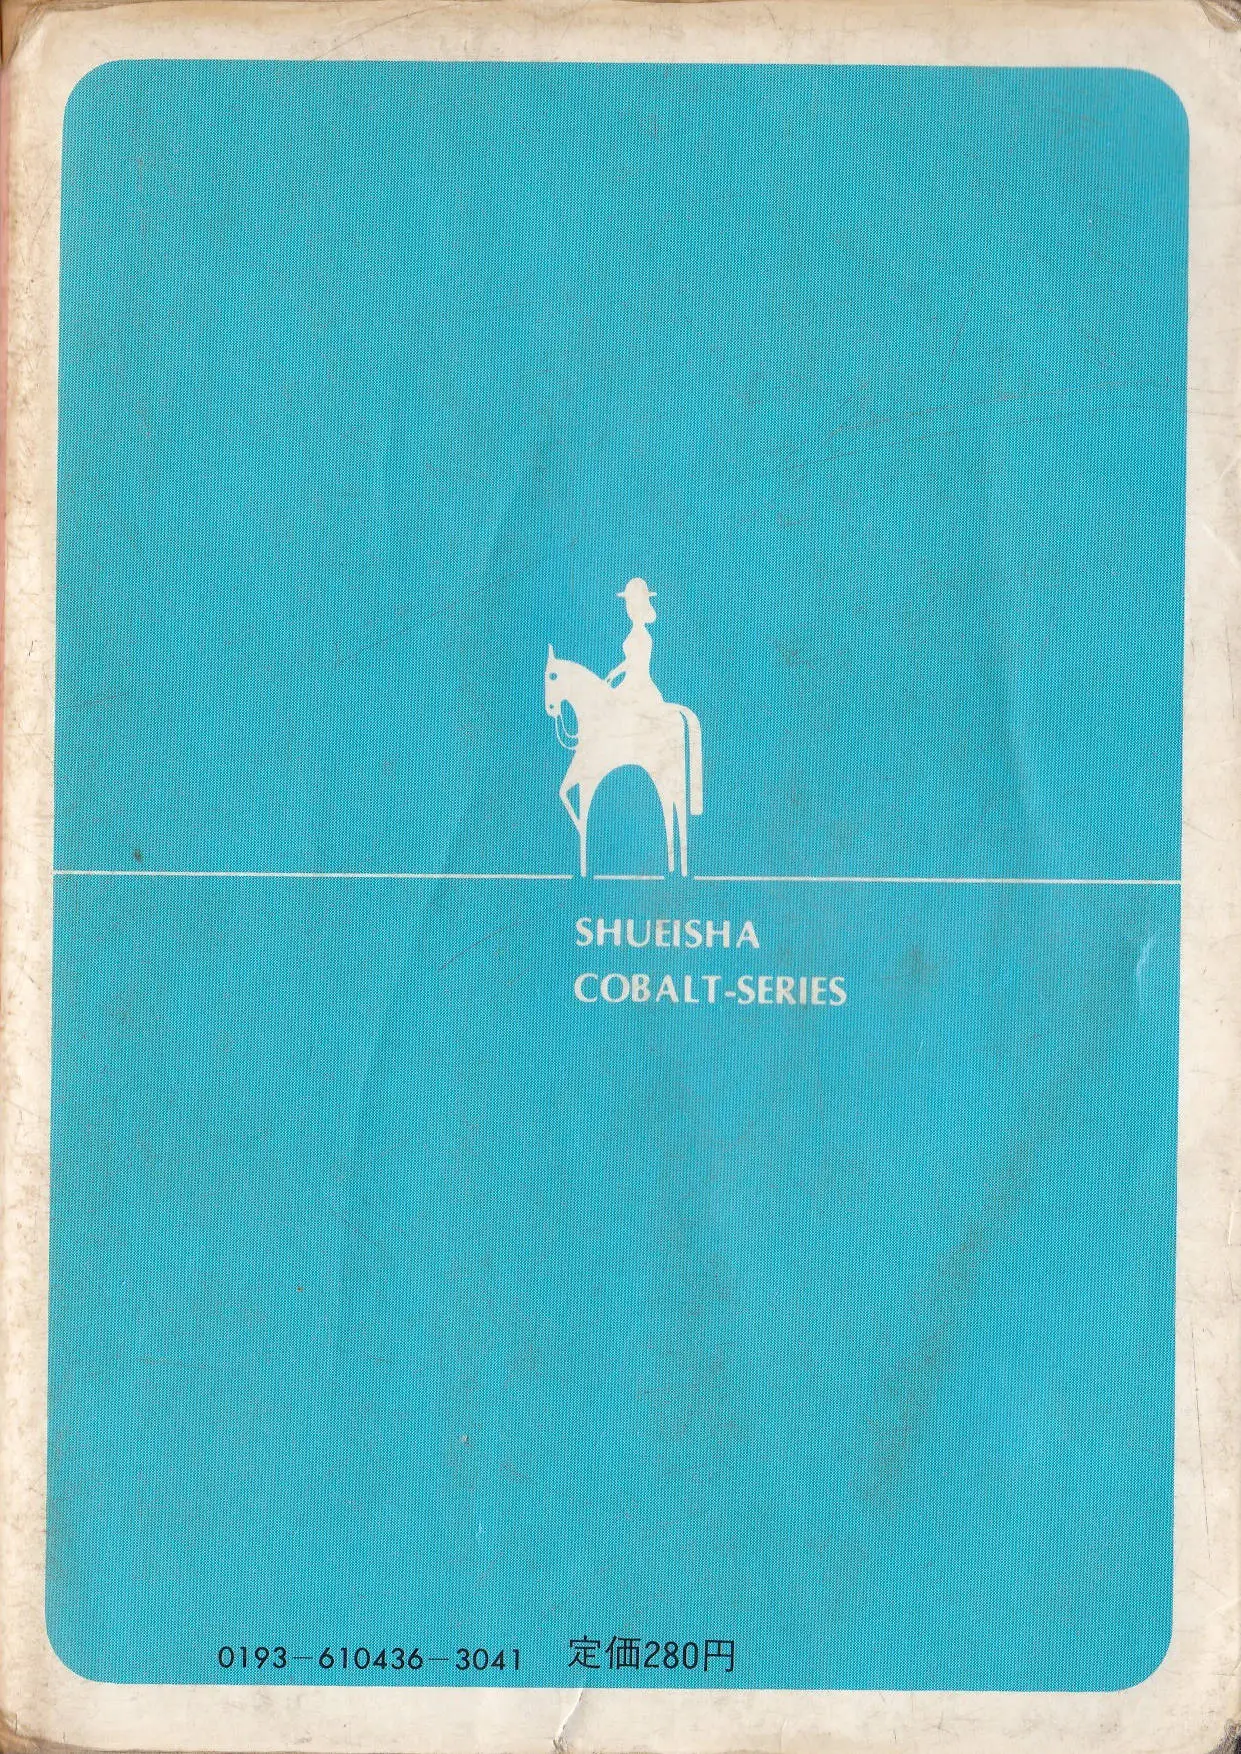 SHUEISHA
COBALT-SERIES
0193-610436-3041 定価280円